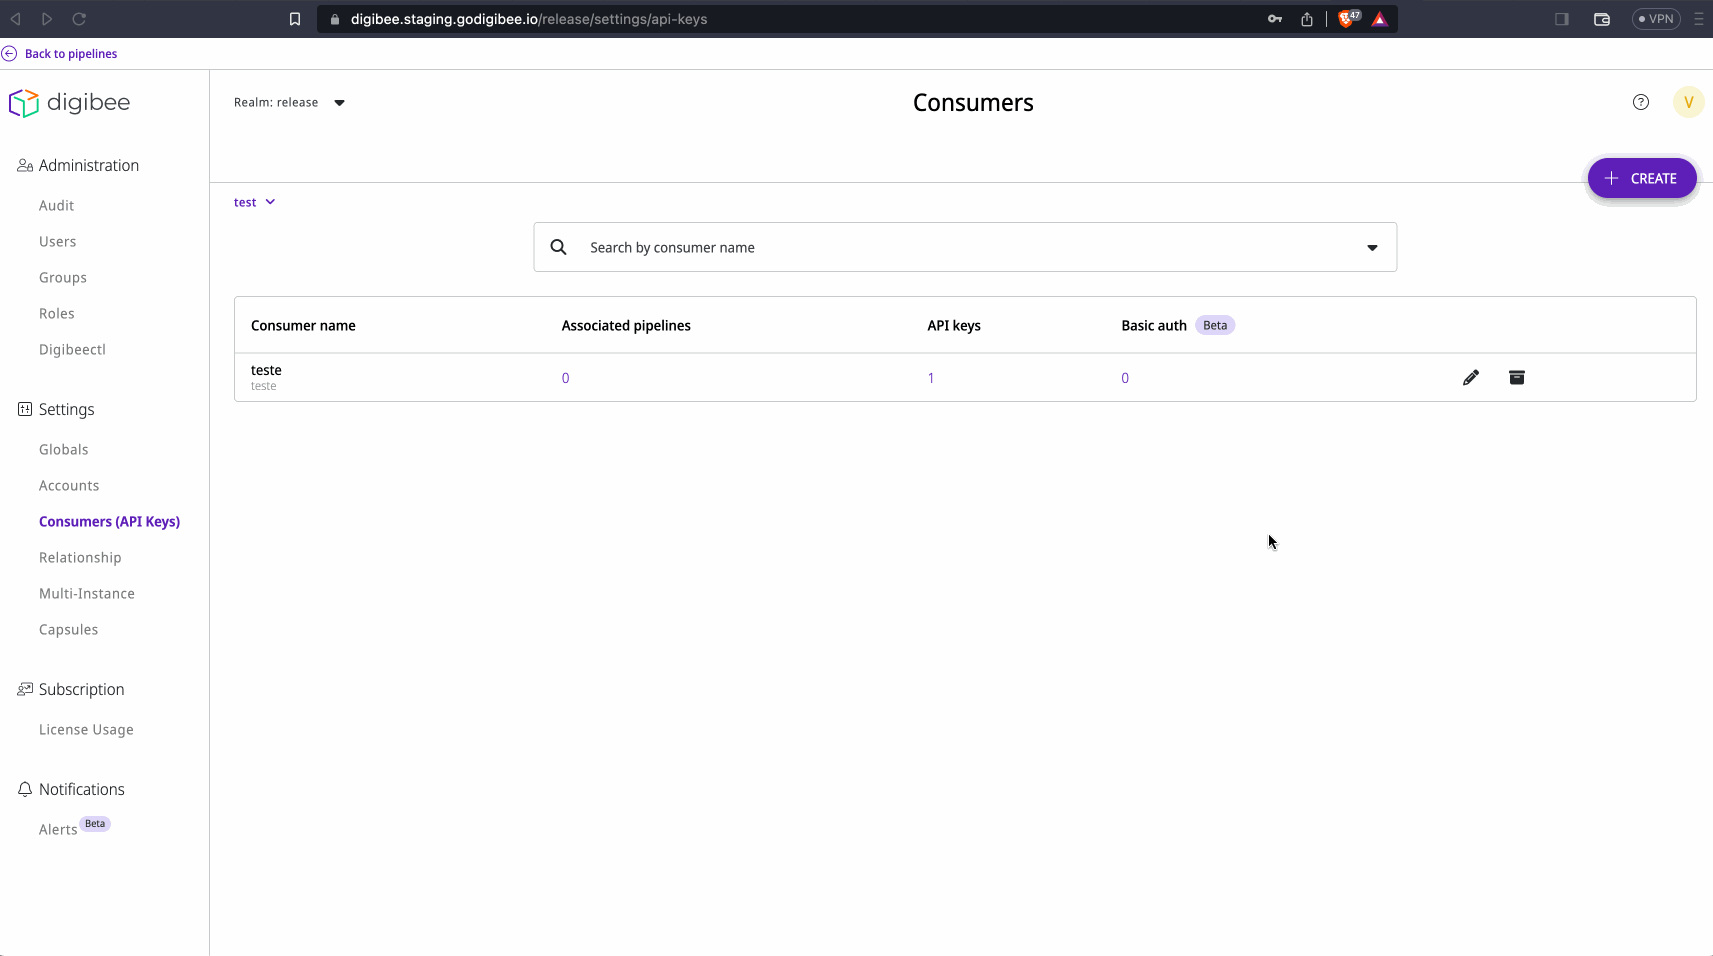 digibee.staging.godigibee.io/release/settings/api-keys
47
VPN
Back to pipelines
digibee
Realm: release
Consumers
?
V
Administration
Audit
Users
Groups
Roles
Digibeectl
Settings
Globals
Accounts
Consumers (API Keys)
Relationship
Multi-Instance
Capsules
Subscription
License Usage
Notifications
Alerts Beta
+ CREATE
test
Search by consumer name
Consumer name Associated pipelines API keys Basic auth Beta
teste 0 1 0
teste